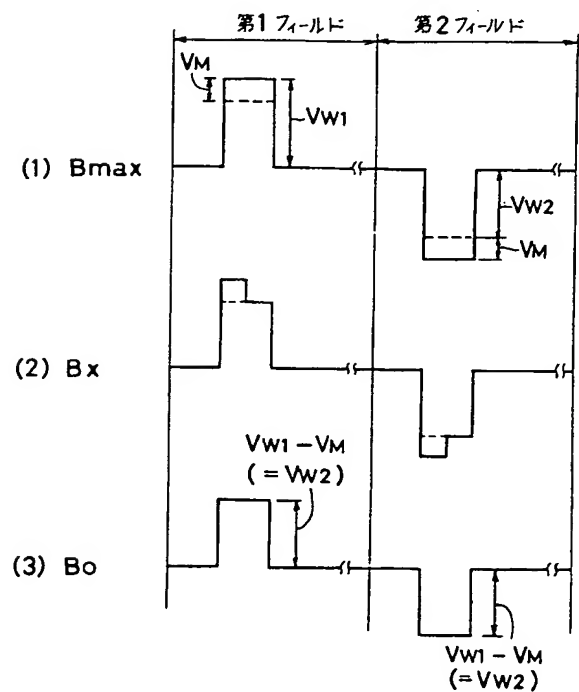 第1フィールド 第2フィールド
VM
VW1
(1) Bmax
VW2
VM
(2) Bx
VW1-VM
(=VW2)
(3) Bo
VW1-VM
(=VW2)